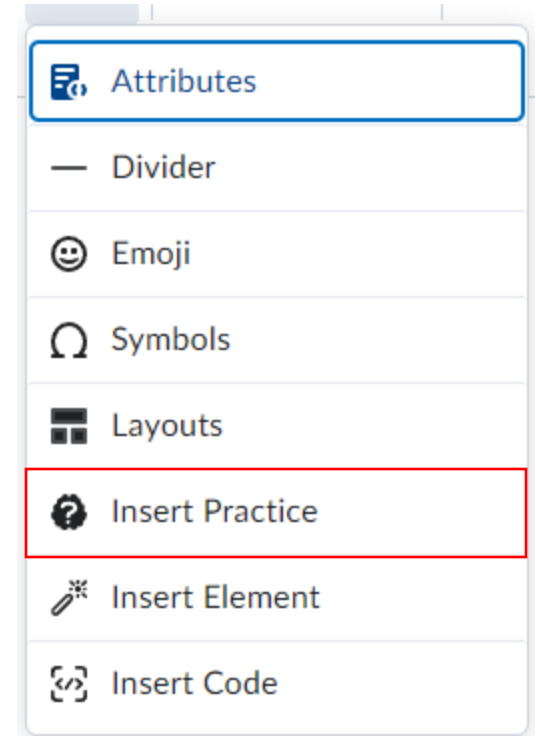 Attributes
Divider
Emoji
Symbols
Layouts
Insert Practice
Insert Element
Insert Code